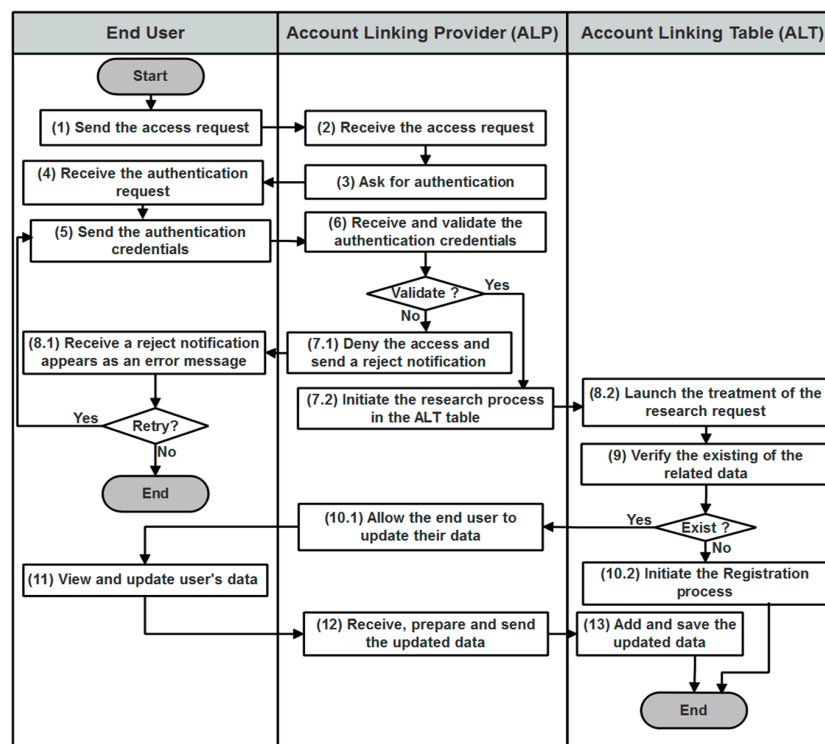 End User
Account Linking Provider (ALP)
Account Linking Table (ALT)
Start
(1) Send the access request
(2) Receive the access request
(4) Receive the authentication
request
(3) Ask for authentication
(5) Send the authentication
credentials
(6) Receive and validate the
authentication credentials
Validate ?
Yes
No
(8.1) Receive a reject notification
appears as an error message
(7.1) Deny the access and
send a reject notification
(7.2) Initiate the research process
in the ALT table
(8.2) Launch the treatment of the
research request
Yes
Retry?
No
End
(9) Verify the existing of the
related data
(10.1) Allow the end user to
update their data
Yes
Exist ?
No
(11) View and update user's data
(10.2) Initiate the Registration
process
(12) Receive, prepare and send
the updated data
(13) Add and save the
updated data
End